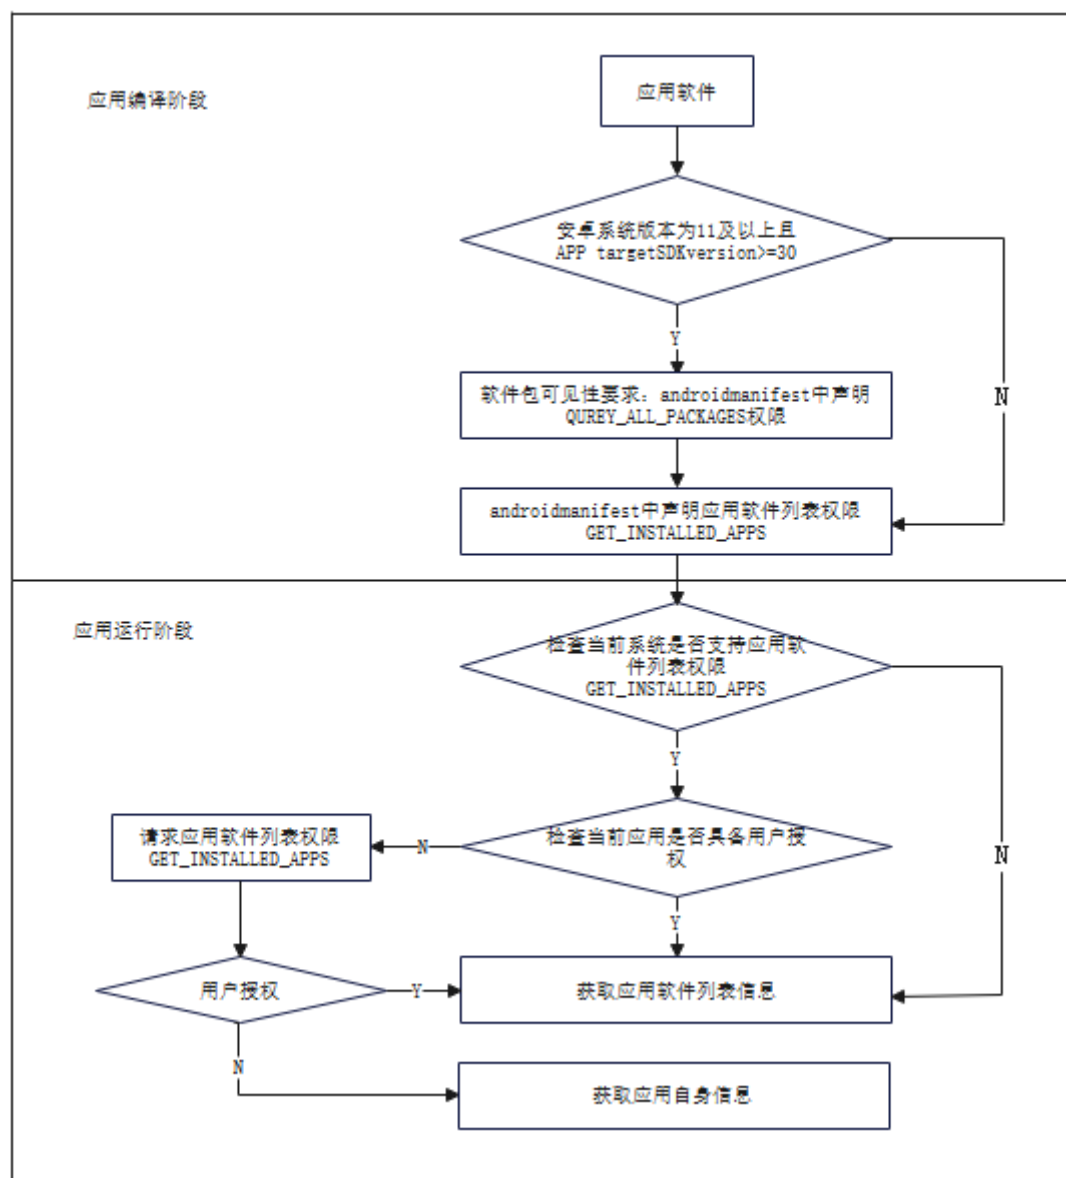 应用编译阶段
应用软件
安卓系统版本为11及以上且
APP targetSDKversion>=30
Y
N
软件包可见性要求：androidmanifest中声明
QUREY_ALL_PACKAGES权限
androidmanifest中声明应用软件列表权限
GET_INSTALLED_APPS
应用运行阶段
检查当前系统是否支持应用软
件列表权限
GET_INSTALLED_APPS
Y
N
检查当前应用是否具备用户授
权
N
请求应用软件列表权限
GET_INSTALLED_APPS
Y
用户授权
Y
获取应用软件列表信息
N
获取应用自身信息